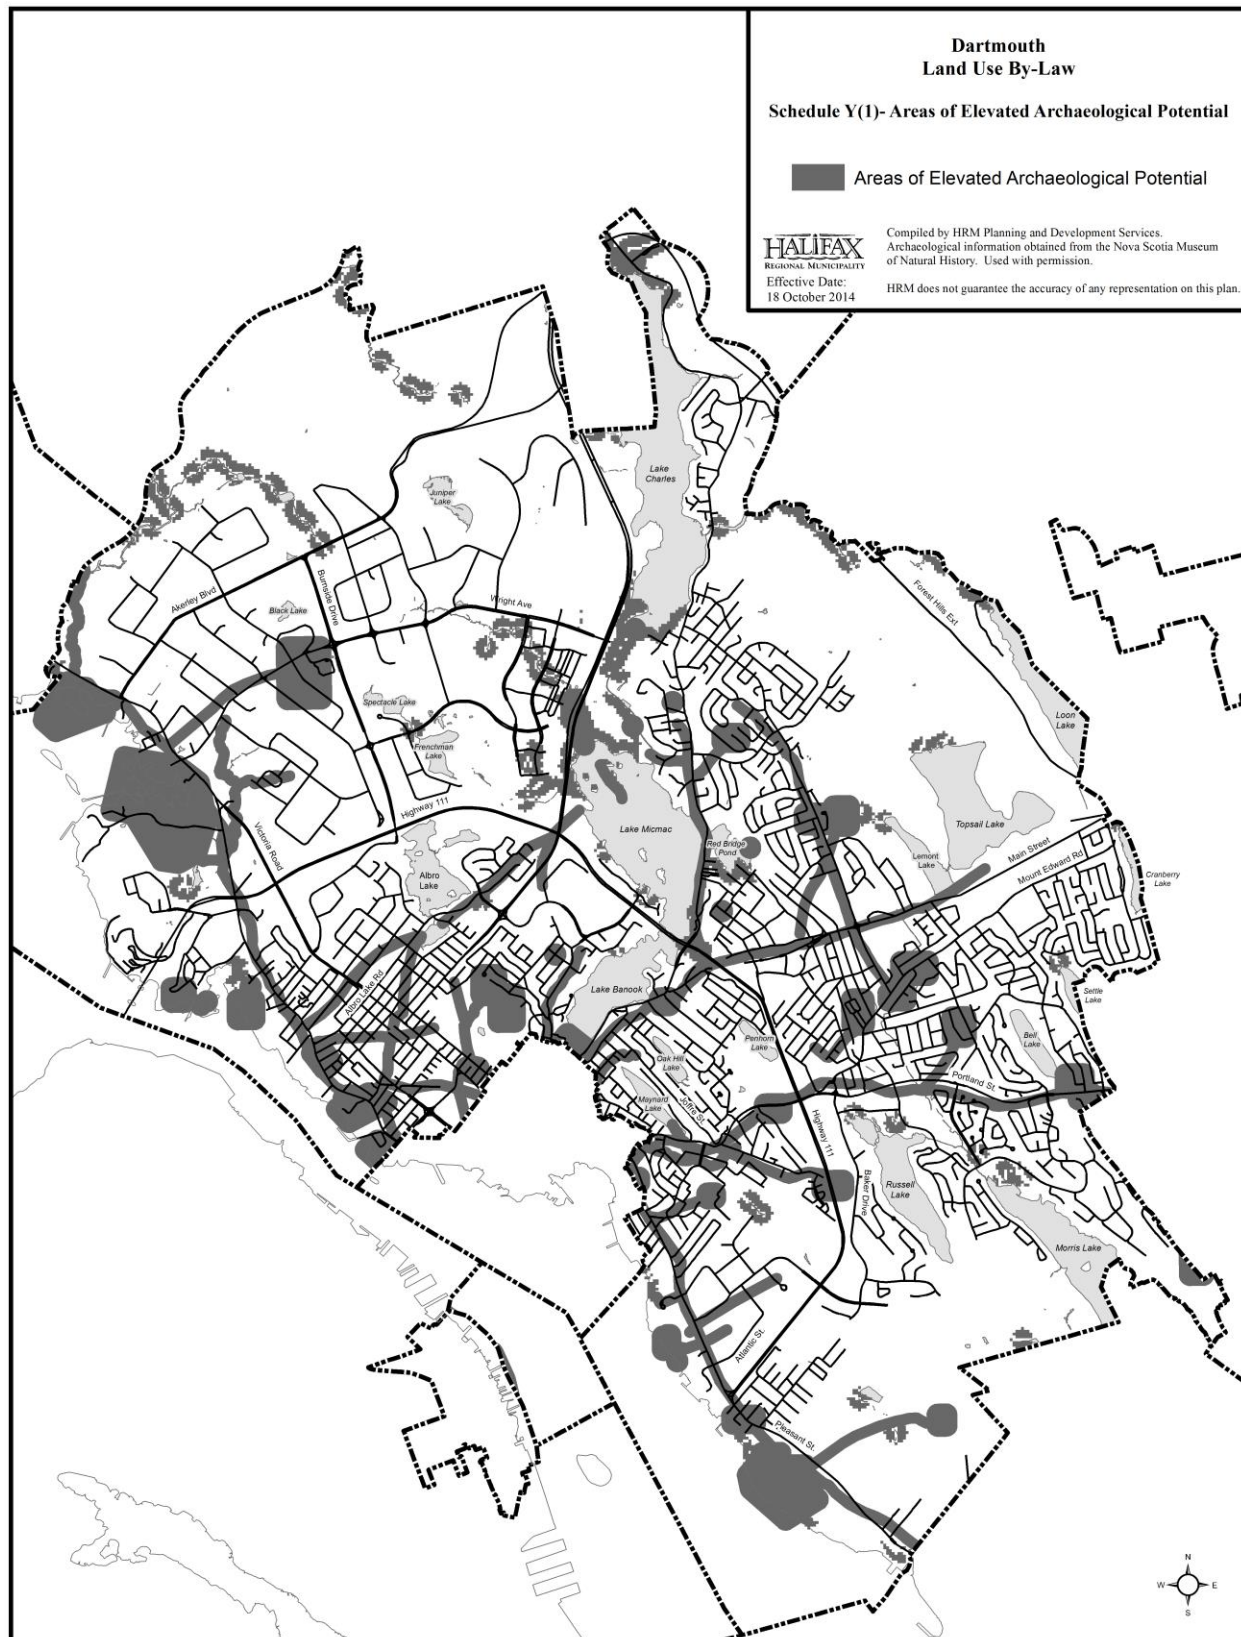 Dartmouth
Land Use By-Law
Schedule Y(1)- Areas of Elevated Archaeological Potential
Areas of Elevated Archaeological Potential
HALIFAX
REGIONAL MUNICIPALITY
Effective Date:
18 October 2014
Compiled by HRM Planning and Development Services.
Archaeological information obtained from the Nova Scotia Museum
of Natural History. Used with permission.
HRM does not guarantee the accuracy of any representation on this plan.
Lake
Charles
Juniper
Lake
Akerley Blvd
Burnside Drive
Black Lake
Wright Ave
Forest Hills Ext
Spectacle Lake
Frenchman
Lake
Loon
Lake
Highway 111
Victoria Road
Lake Micmac
Topsail Lake
Red Bridge
Pond
Lemont
Lake
Main Street
Mount Edward Rd
Cranberry
Lake
Albro
Lake
Albro Lake Rd
Lake Banook
Settle
Lake
Bell
Lake
Penhorn
Lake
Oak Hill
Lake
Maynard
Lake
Joffre St.
Portland St.
Highway 111
Baker Drive
Russell
Lake
Morris Lake
Atlantic St.
Pleasant St.
N
W
E
S